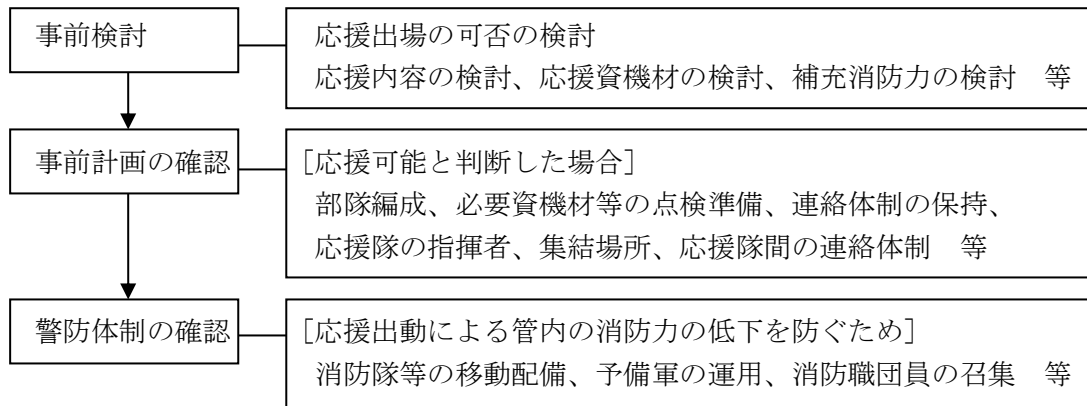 事前検討
応援出場の可否の検討
応援内容の検討、応援資機材の検討、補充消防力の検討　等
事前計画の確認
［応援可能と判断した場合］
部隊編成、必要資機材等の点検準備、連絡体制の保持、
応援隊の指揮者、集結場所、応援隊間の連絡体制　等
警防体制の確認
［応援出動による管内の消防力の低下を防ぐため］
消防隊等の移動配備、予備軍の運用、消防職団員の召集　等